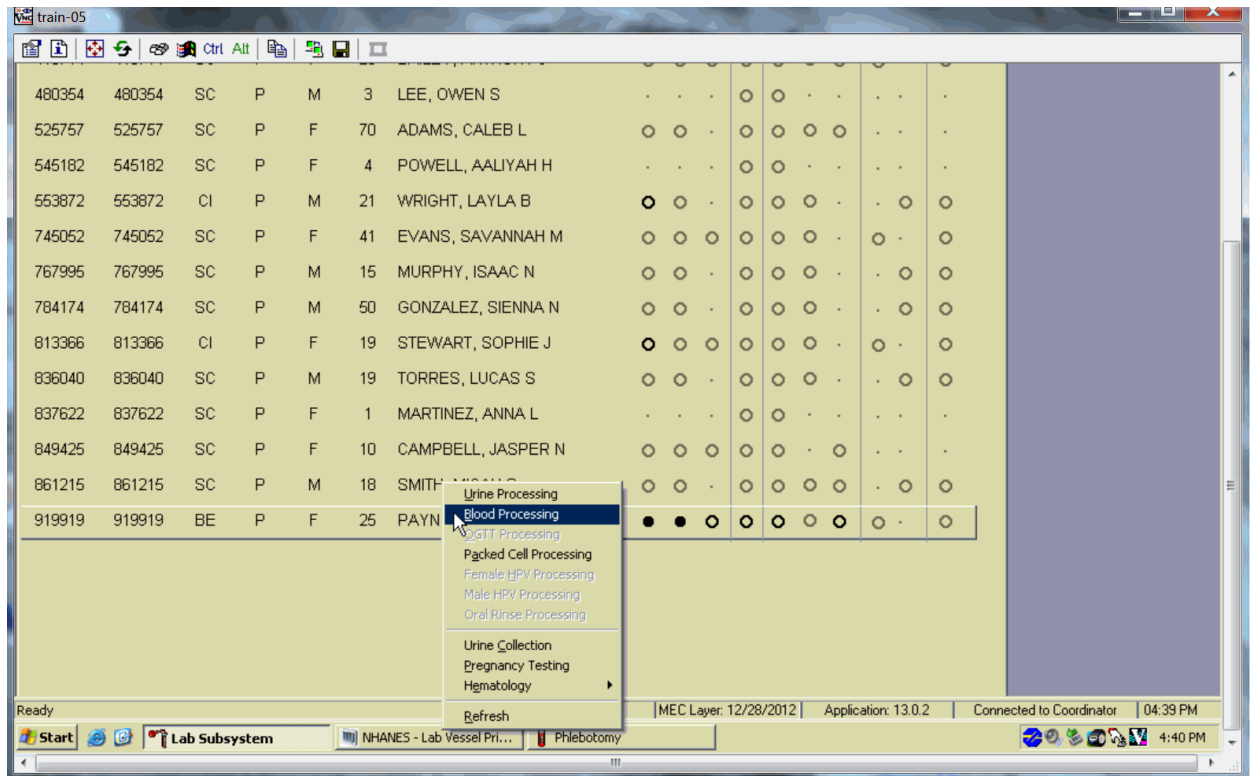 train-05
Ctrl Alt
480354 480354 SC P M 3 LEE, OWEN S
525757 525757 SC P F 70 ADAMS, CALEB L
545182 545182 SC P F 4 POWELL, AALIYAH H
553872 553872 CI P M 21 WRIGHT, LAYLA B
745052 745052 SC P F 41 EVANS, SAVANNAH M
767995 767995 SC P M 15 MURPHY, ISAAC N
784174 784174 SC P M 50 GONZALEZ, SIENNA N
813366 813366 CI P F 19 STEWART, SOPHIE J
836040 836040 SC P M 19 TORRES, LUCAS S
837622 837622 SC P F 1 MARTINEZ, ANNA L
849425 849425 SC P F 10 CAMPBELL, JASPER N
861215 861215 SC P M 18 SMITH
919919 919919 BE P F 25 PAYN
Urine Processing
Blood Processing
OGTT Processing
Packed Cell Processing
Female HPV Processing
Male HPV Processing
Oral Rinse Processing
Urine Collection
Pregnancy Testing
Hematology
Refresh
Ready MEC Layer: 12/28/2012 Application: 13.0.2 Connected to Coordinator 04:39 PM
Start Lab Subsystem NHANES - Lab Vessel Pri... Phlebotomy 4:40 PM